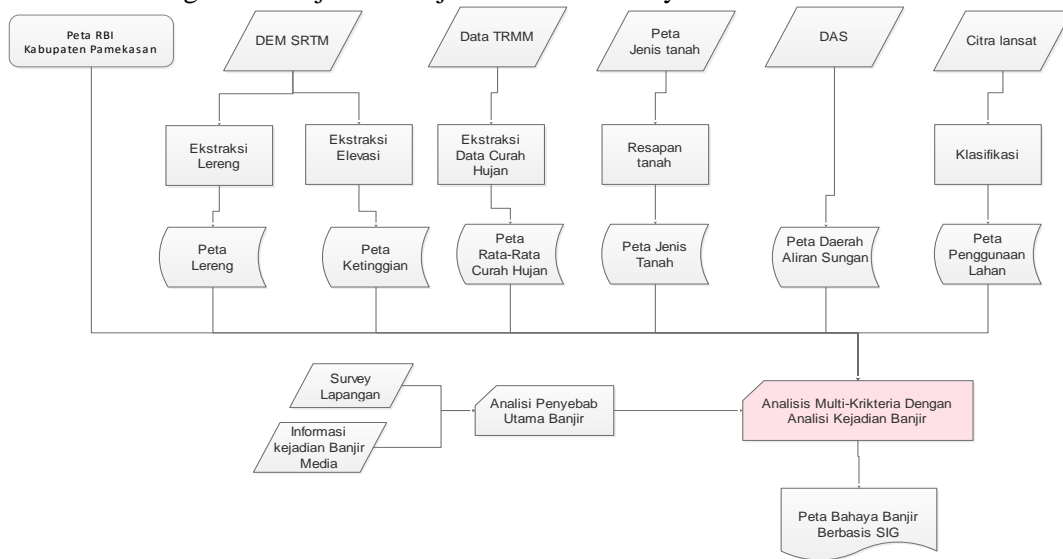 Peta RBI
Kabupaten Pamekasan
DEM SRTM
Data TRMM
Peta
Jenis tanah
DAS
Citra lansat
Ekstraksi
Lereng
Ekstraksi
Elevasi
Ekstraksi
Data Curah
Hujan
Resapan
tanah
Klasifikasi
Peta
Lereng
Peta
Ketinggian
Peta
Rata-Rata
Curah Hujan
Peta Jenis
Tanah
Peta Daerah
Aliran Sungan
Peta
Penggunaan
Lahan
Survey
Lapangan
Informasi
kejadian Banjir
Media
Analisi Penyebab
Utama Banjir
Analisis Multi-Krikteria Dengan
Analisi Kejadian Banjir
Peta Bahaya Banjir
Berbasis SIG